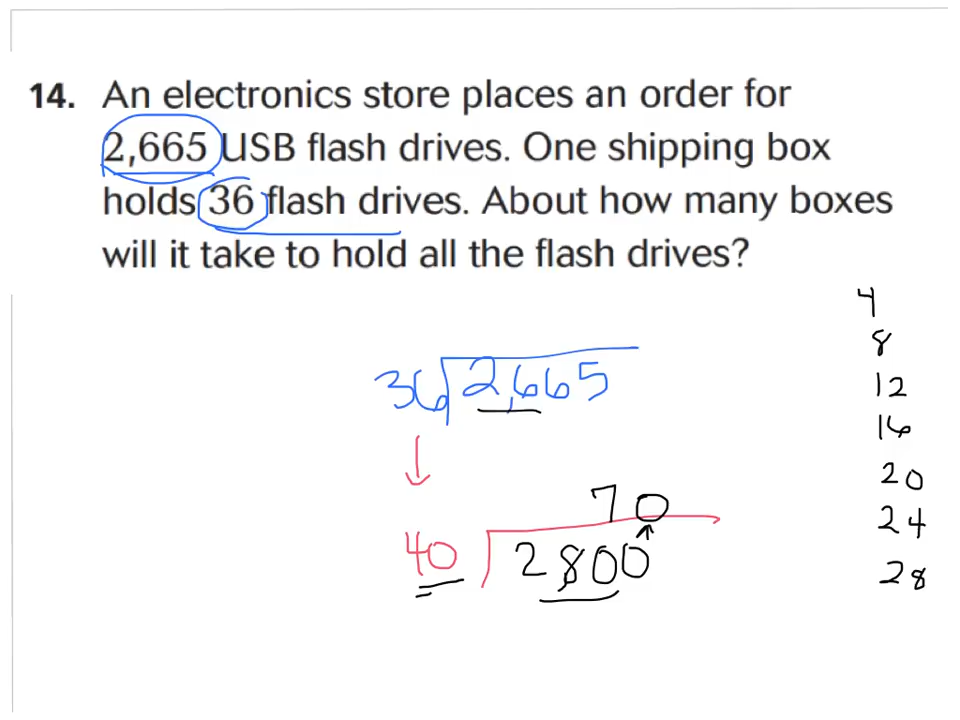 14. An electronics store places an order for
2,665 USB flash drives. One shipping box
holds 36 flash drives. About how many boxes
will it take to hold all the flash drives?
4
8
12
16
20
24
28
36 2,665
70
40 2800